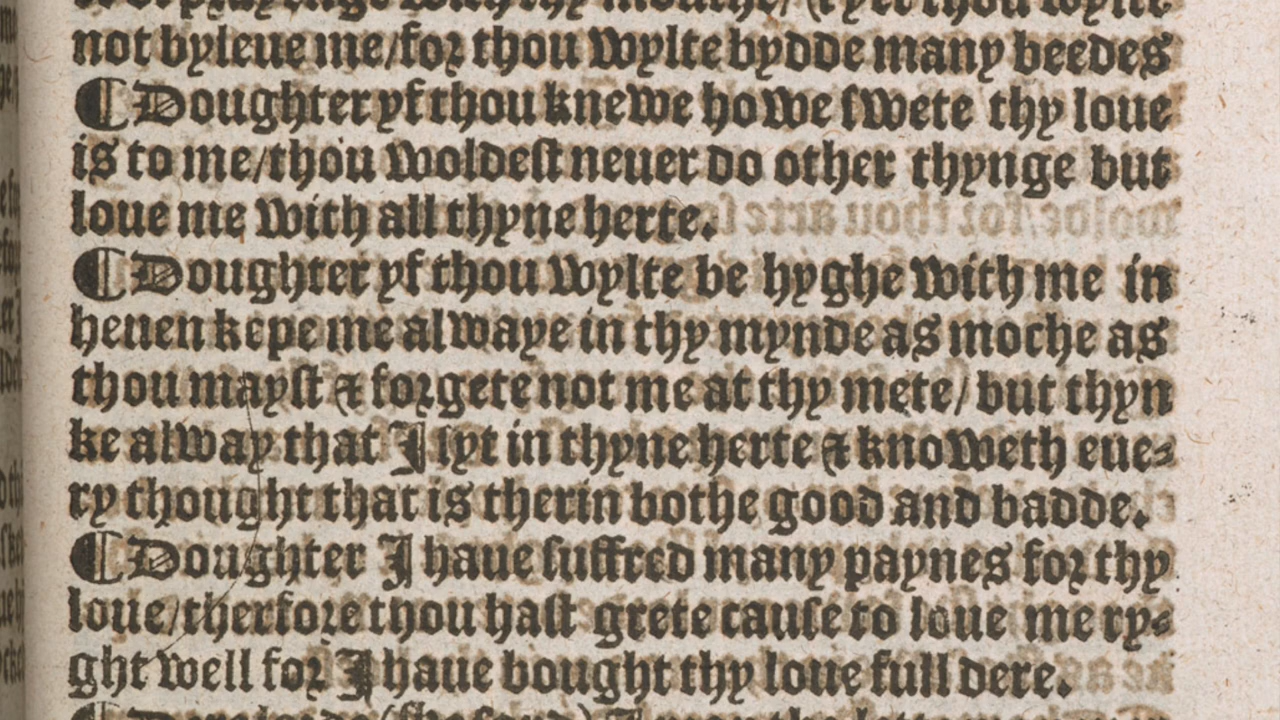 not byleue me/for thou wylte bydde many beedes
¶ Doughter yf thou knewe howe swete thy loue
is to me/thou woldest neuer do other thynge but
loue me with all thyne herte.
¶ Doughter yf thou wylte be hyghe with me in
heuen kepe me alwaye in thy mynde as moche as
thou mayst & forgete not me at thy mete/ but thyn
ke alway that I syt in thyne herte & knoweth eue-
ry thought that is therin bothe good and badde.
¶ Doughter I haue suffred many paynes for thy
loue/therfore thou hast grete cause to loue me ry-
ght well for I haue bought thy loue full dere.